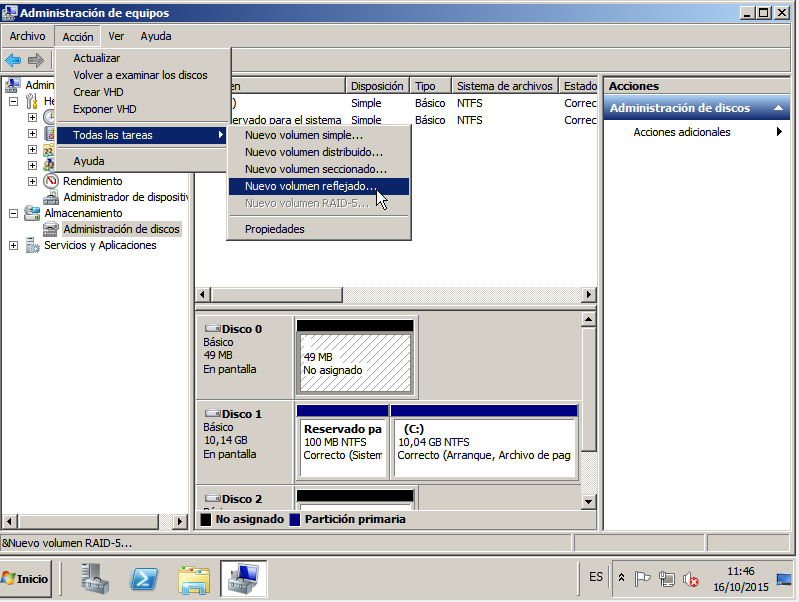 Administración de equipos
Archivo Acción Ver Ayuda
Actualizar
Volver a examinar los discos
Crear VHD
Exponer VHD
Todas las tareas
Ayuda
Nuevo volumen simple...
Nuevo volumen distribuido...
Nuevo volumen seccionado...
Nuevo volumen reflejado...
Nuevo volumen RAID-5...
Propiedades
Admin
He
Rendimiento
Administrador de dispositiv
Almacenamiento
Administración de discos
Servicios y Aplicaciones
en Disposición Tipo Sistema de archivos Estado
) Simple Básico NTFS Correc
eservado para el sistema Simple Básico NTFS Correc
Acciones
Administración de discos
Acciones adicionales
Disco 0
Básico
49 MB
En pantalla
49 MB
No asignado
Disco 1
Básico
10,14 GB
En pantalla
Reservado pa
100 MB NTFS
Correcto (Sistem
(C:)
10,04 GB NTFS
Correcto (Arranque, Archivo de pag
Disco 2
No asignado Partición primaria
&Nuevo volumen RAID-5...
Inicio
ES
11:46
16/10/2015